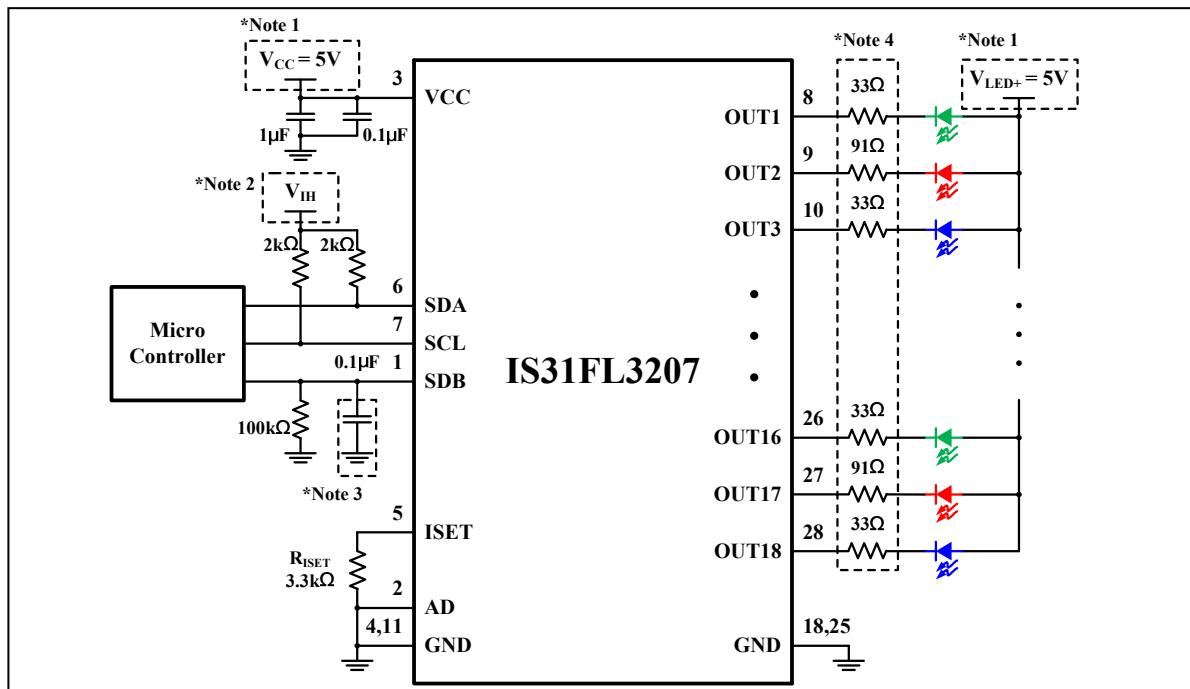 *Note 1
VCC = 5V
3
VCC
1µF
0.1µF
*Note 2
VIH
2kΩ
2kΩ
Micro
Controller
6
SDA
7
SCL
0.1µF
1
SDB
100kΩ
*Note 3
5
ISET
RISET
3.3kΩ
2
AD
4,11
GND
IS31FL3207
*Note 4
*Note 1
VLED+ = 5V
OUT1
8
33Ω
OUT2
9
91Ω
OUT3
10
33Ω
OUT16
26
33Ω
OUT17
27
91Ω
OUT18
28
33Ω
GND
18,25